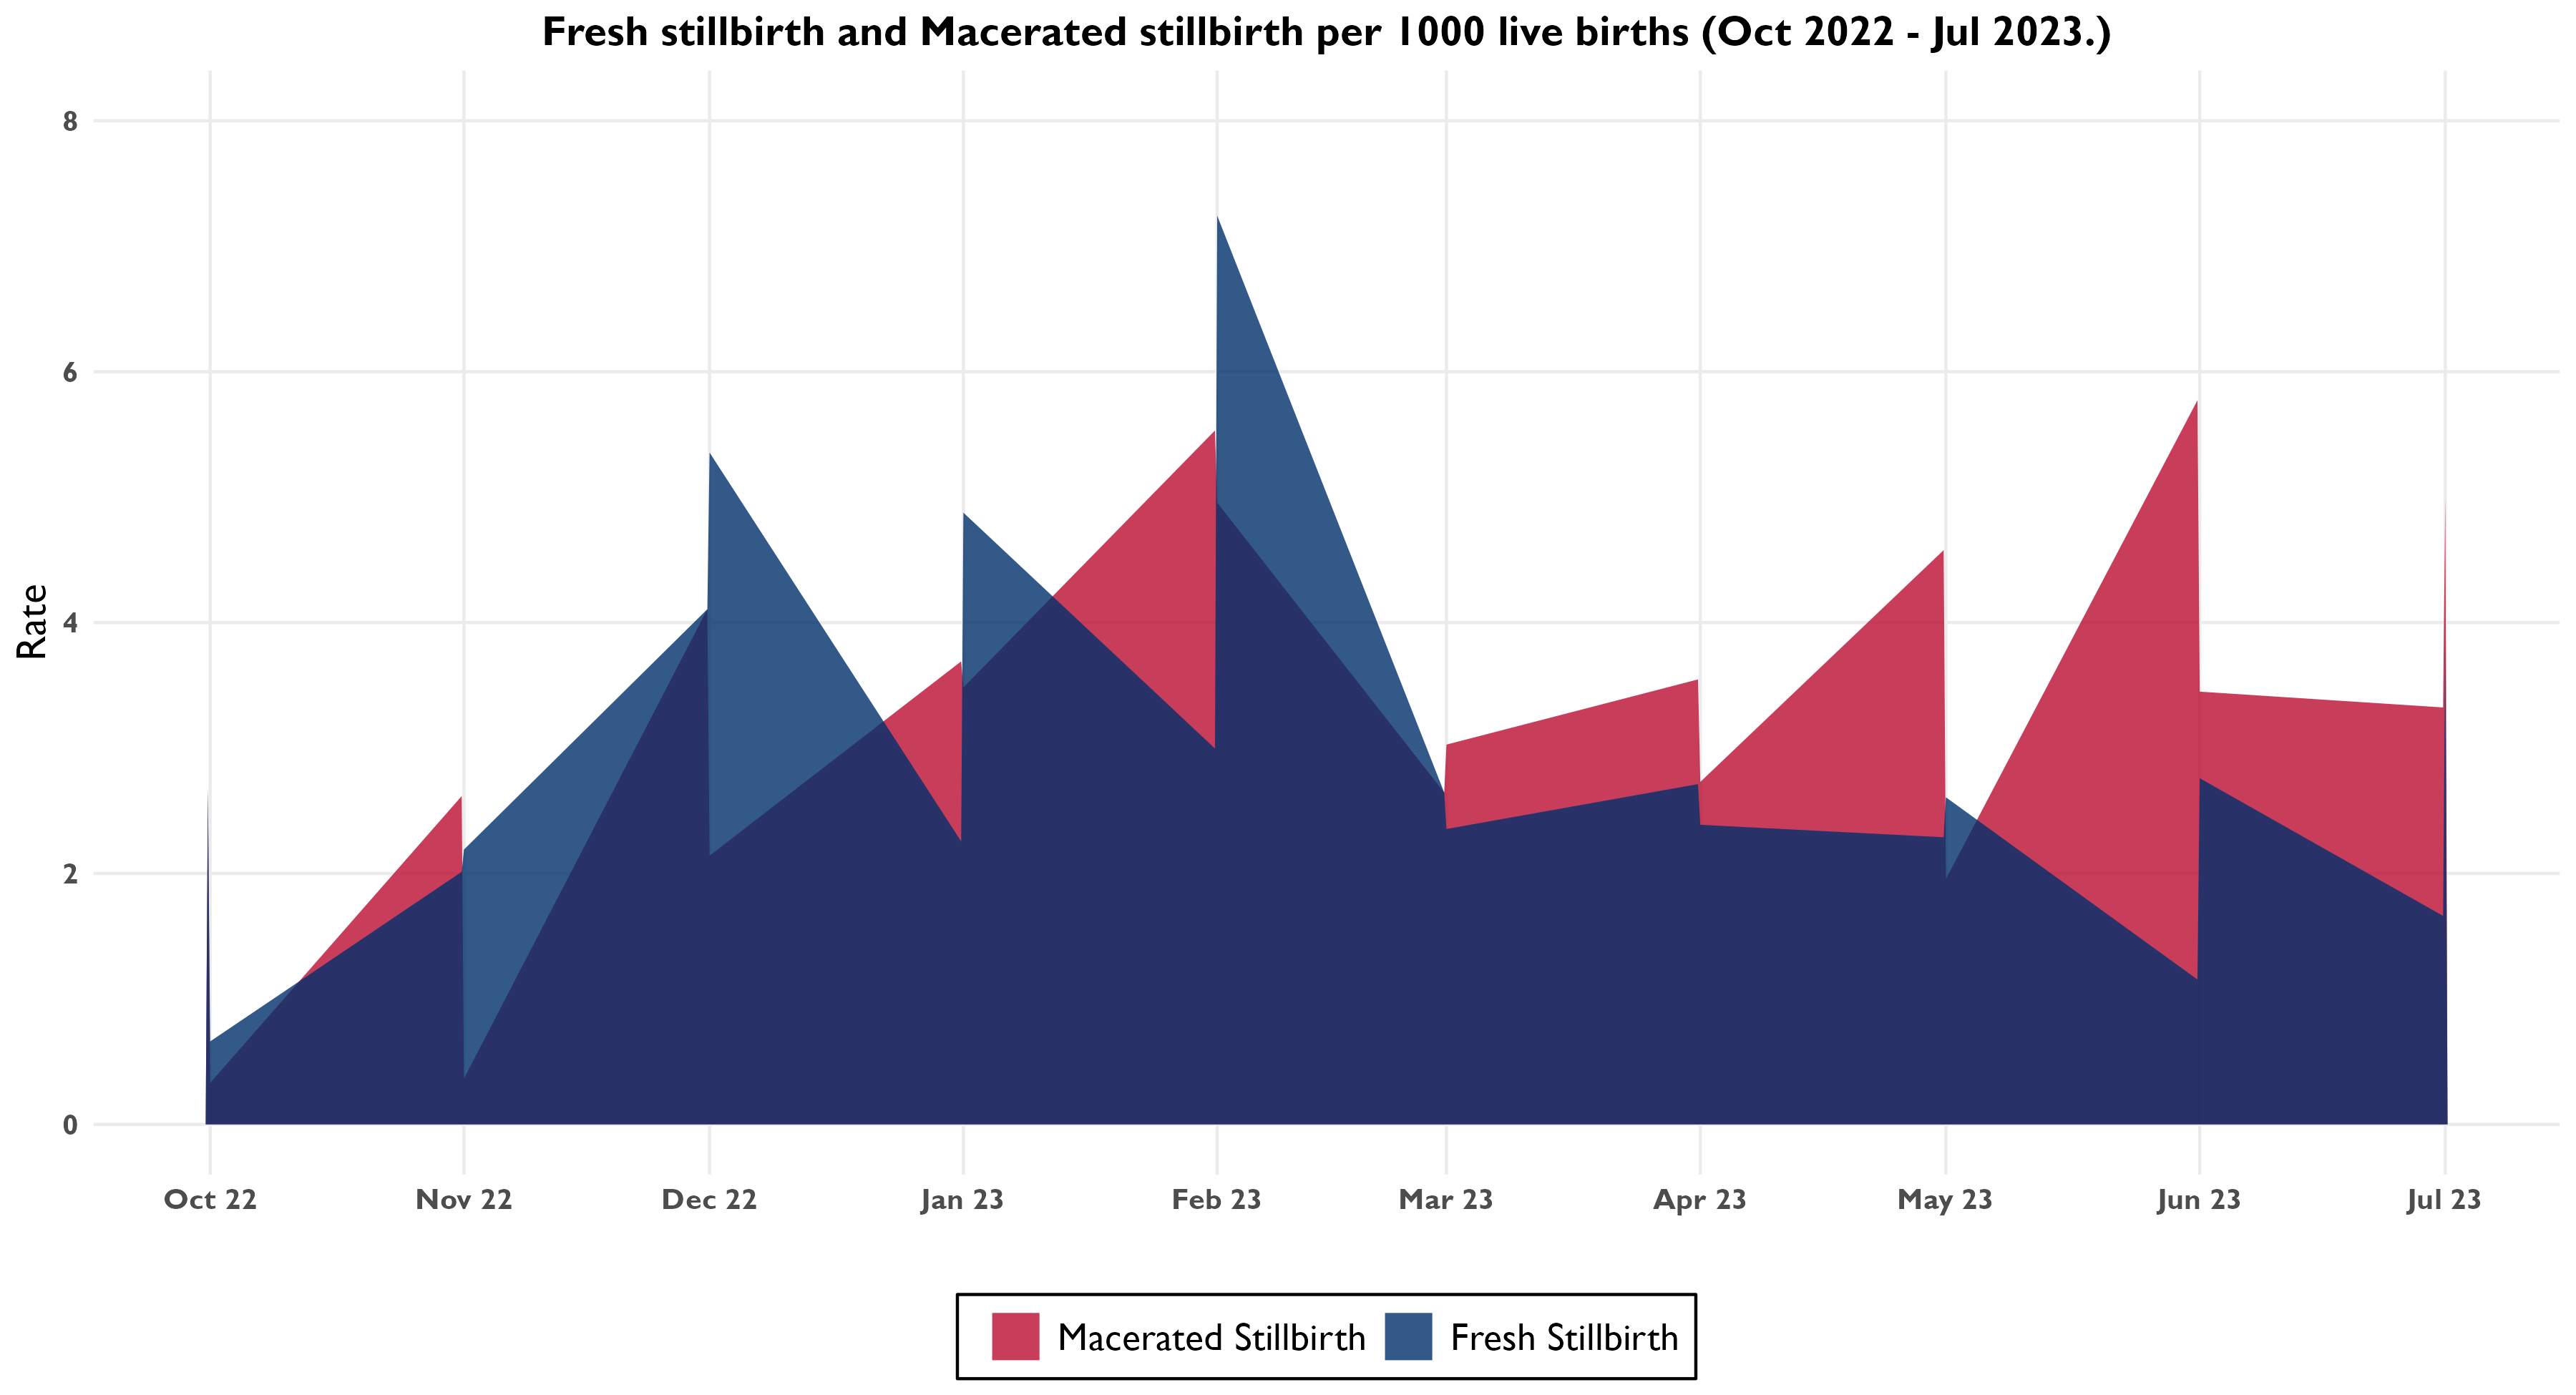 Fresh stillbirth and Macerated stillbirth per 1000 live births (Oct 2022 - Jul 2023.)
8
6
4
2
0
Rate
Oct 22 Nov 22 Dec 22 Jan 23 Feb 23 Mar 23 Apr 23 May 23 Jun 23 Jul 23
Macerated Stillbirth Fresh Stillbirth